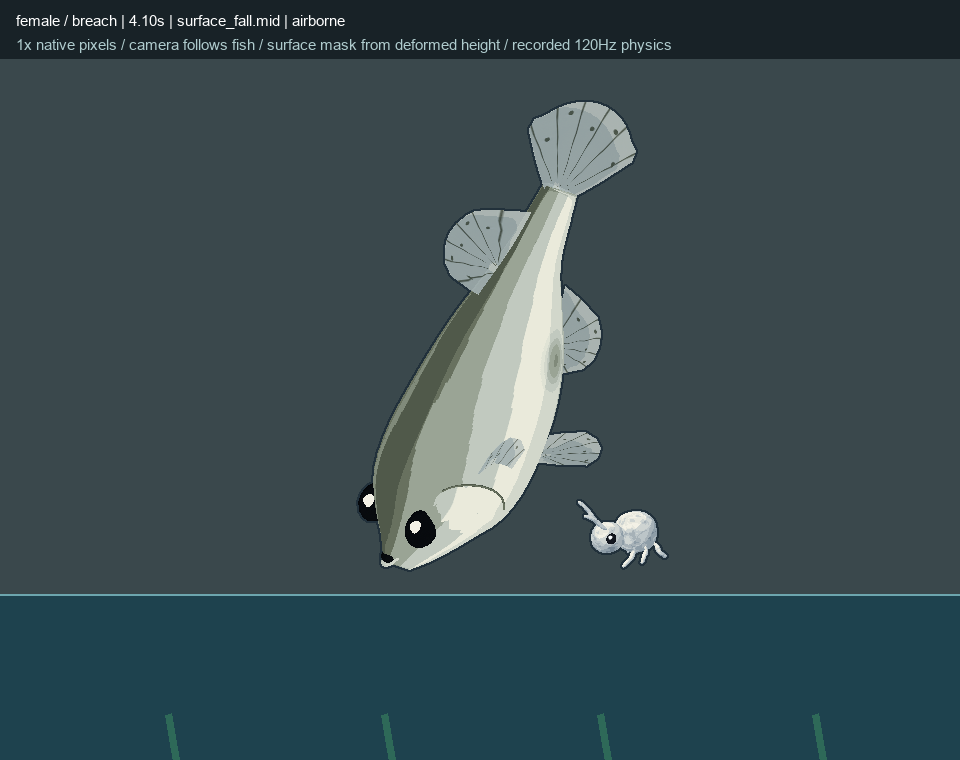 female / breach | 4.10s | surface_fall.mid | airborne
1x native pixels / camera follows fish / surface mask from deformed height / recorded 120Hz physics